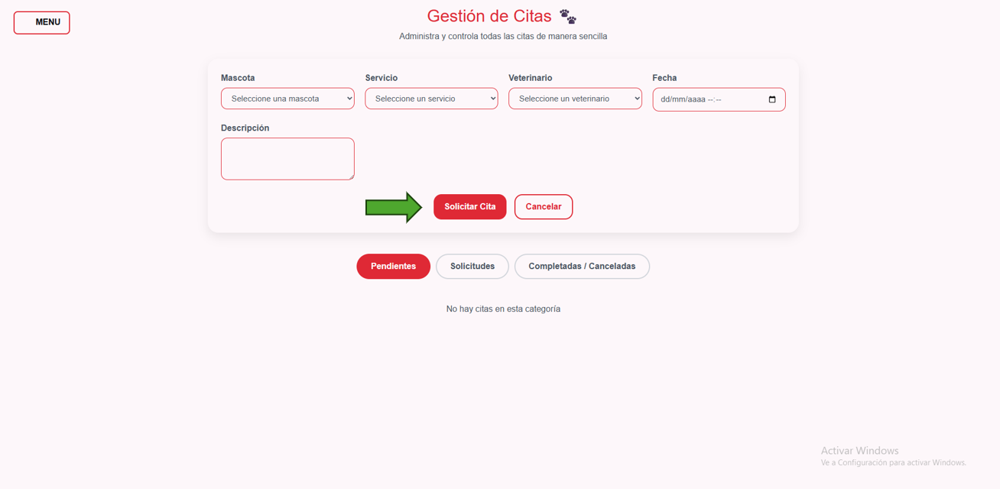 MENU
Gestión de Citas
Administra y controla todas las citas de manera sencilla
Mascota
Servicio
Veterinario
Fecha
Seleccione una mascota
Seleccione un servicio
Seleccione un veterinario
dd/mm/aaaa --:--
Descripción
Solicitar Cita
Cancelar
Pendientes
Solicitudes
Completadas / Canceladas
No hay citas en esta categoría
Activar Windows
Ve a Configuración para activar Windows.